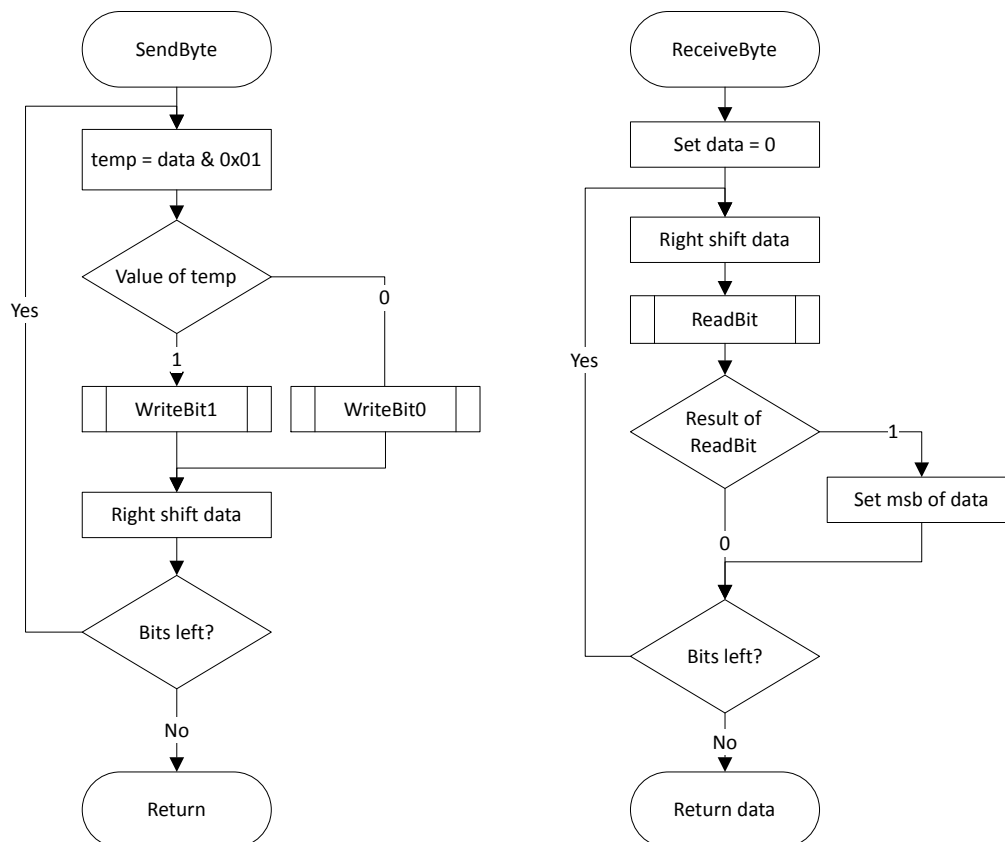 SendByte
temp = data & 0x01
Value of temp
0
Yes
1
WriteBit1
WriteBit0
Right shift data
Bits left?
No
Return
ReceiveByte
Set data = 0
Right shift data
ReadBit
Yes
Result of
ReadBit
1
Set msb of data
0
Bits left?
No
Return data